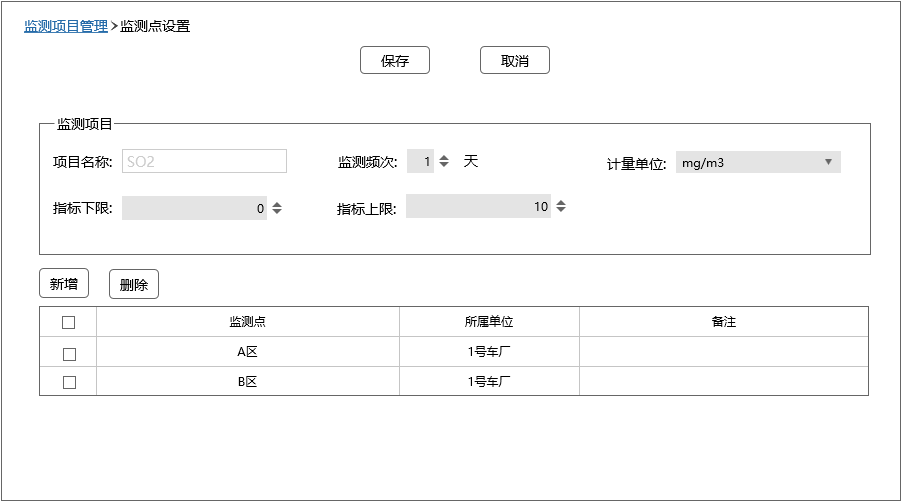 监测项目管理>监测点设置
保存 取消
监测项目
项目名称: SO2 监测频次: 1 天 计量单位: mg/m3
指标下限: 0 指标上限: 10
新增 删除
监测点 所属单位 备注
A区 1号车厂
B区 1号车厂